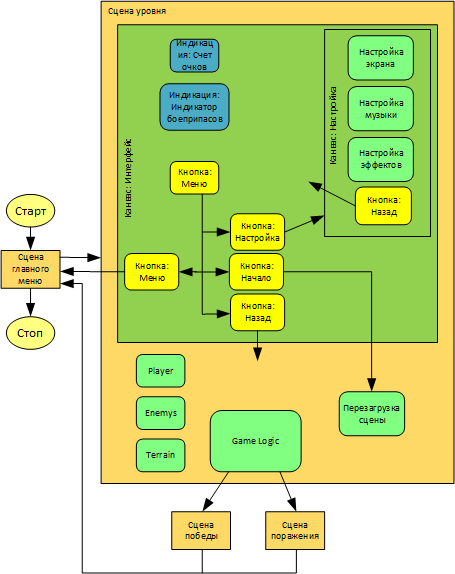 Сцена уровня
Индикац
ия: Счет
очков
Индикация:
Индикатор
боеприпасов
Канвас: Интерфейс
Канвас: Настройка
Настройка
экрана
Настройка
музыки
Настройка
эффектов
Кнопка:
Назад
Кнопка:
Меню
Кнопка:
Настройка
Кнопка:
Меню
Кнопка:
Начало
Кнопка:
Назад
Старт
Сцена
главного
меню
Стоп
Player
Enemys
Terrain
Game Logic
Перезагрузка
сцены
Сцена
победы
Сцена
поражения